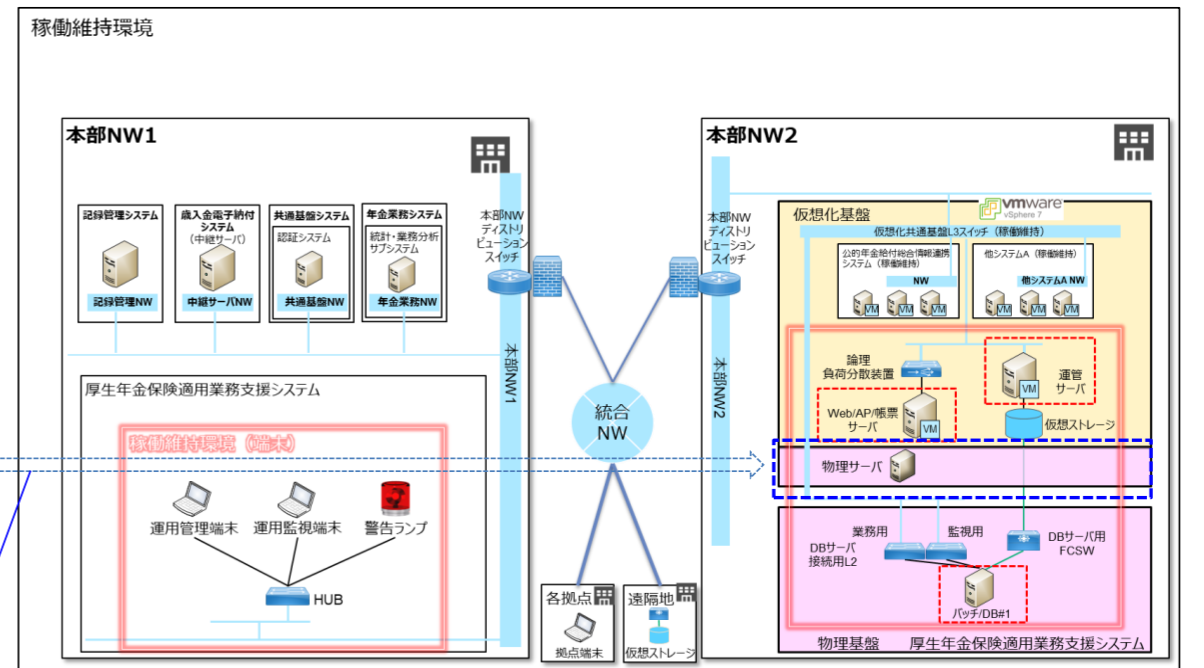 稼働維持環境
本部NW1
記録管理システム
記録管理NW
歳入金電子納付
システム
（中継サーバ）
中継サーバNW
共通基盤システム
認証システム
共通基盤NW
年金業務システム
統計・業務分析
サブシステム
年金業務NW
本部NW
ディストリ
ビューション
スイッチ
本部NW1
厚生年金保険適用業務支援システム
稼働維持環境（端末）
運用管理端末
運用監視端末
警告ランプ
HUB
統合
NW
各拠点
拠点端末
遠隔地
仮想ストレージ
本部NW2
本部NW
ディストリ
ビューション
スイッチ
本部NW2
仮想化基盤
vmware
vSphere 7
仮想化共通基盤L3スイッチ（稼働維持）
公的年金給付総合情報連携
システム（稼働維持）
NW
VM
VM
VM
他システムA（稼働維持）
他システムA NW
VM
VM
VM
論理
負荷分散装置
運管
サーバ
VM
Web/AP/帳票
サーバ
VM
仮想ストレージ
物理サーバ
業務用
監視用
DBサーバ
接続用L2
DBサーバ用
FCSW
バッチ/DB#1
物理基盤
厚生年金保険適用業務支援システム